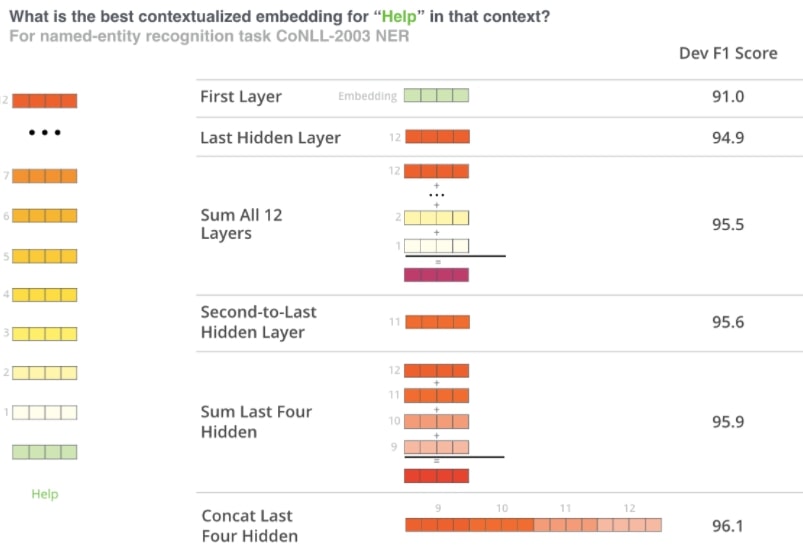 What is the best contextualized embedding for “Help” in that context?
For named-entity recognition task CoNLL-2003 NER
Dev F1 Score
2
• • •
7
6
5
4
3
2
1
Help
First Layer
Embedding
91.0
Last Hidden Layer
12
94.9
Sum All 12
Layers
12
+
• • •
+
2
+
1
=
95.5
Second-to-Last
Hidden Layer
11
95.6
Sum Last Four
Hidden
12
+
11
+
10
+
9
=
95.9
Concat Last
Four Hidden
9 10 11 12
96.1